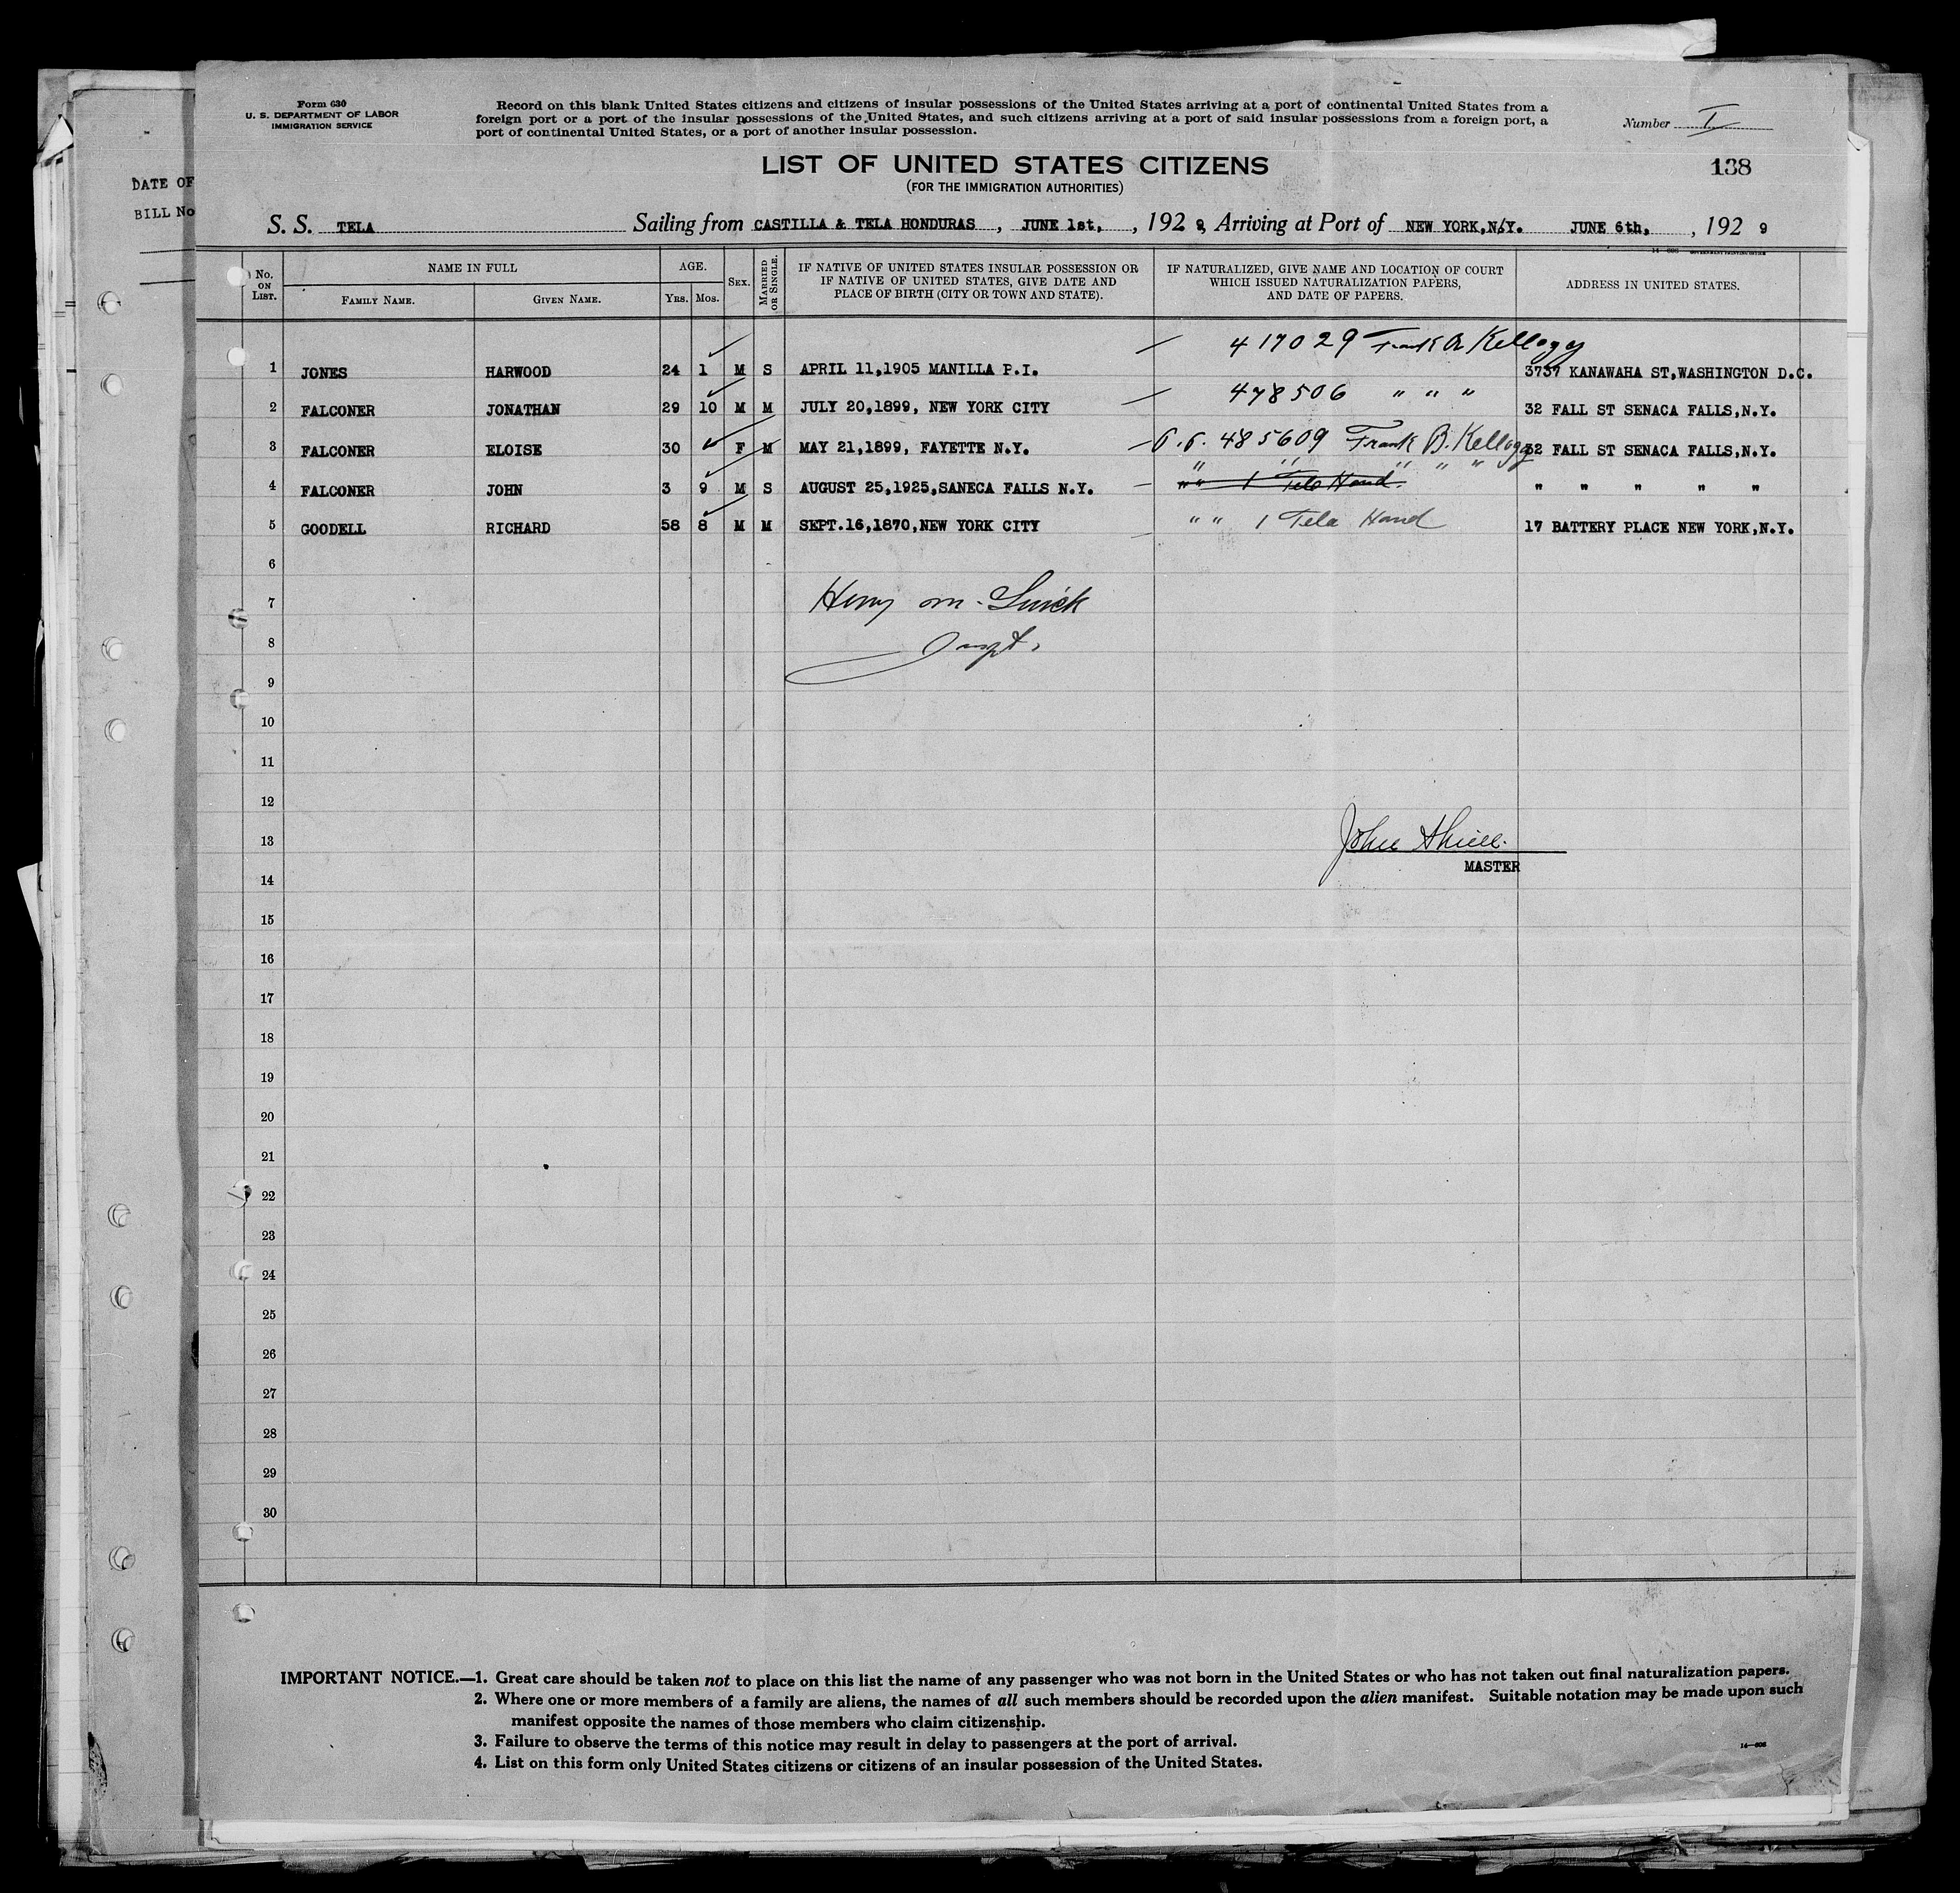 DATE OF
BILL No
Form 630
U. S. DEPARTMENT OF LABOR
IMMIGRATION SERVICE
Record on this blank United States citizens and citizens of insular possessions of the United States arriving at a port of continental United States from a
foreign port or a port of the insular possessions of the United States, and such citizens arriving at a port of said insular possessions from a foreign port, a
port of continental United States, or a port of another insular possession.
Number I
138
LIST OF UNITED STATES CITIZENS
(FOR THE IMMIGRATION AUTHORITIES)
S. S. TELA Sailing from CASTILLA & TELA HONDURAS, JUNE 1st, , 192 9, Arriving at Port of NEW YORK,N.Y. JUNE 6th, , 192 9
No. ON LIST.
NAME IN FULL
FAMILY NAME.
GIVEN NAME.
AGE.
YRS.
MOS.
SEX.
MARRIED OR SINGLE.
IF NATIVE OF UNITED STATES INSULAR POSSESSION OR
IF NATIVE OF UNITED STATES, GIVE DATE AND
PLACE OF BIRTH (CITY OR TOWN AND STATE).
IF NATURALIZED, GIVE NAME AND LOCATION OF COURT
WHICH ISSUED NATURALIZATION PAPERS,
AND DATE OF PAPERS.
ADDRESS IN UNITED STATES.
417029 Frank B Kellogg
1 JONES HARWOOD 24 1 M S APRIL 11,1905 MANILLA P.I. 3737 KANAWAHA ST,WASHINGTON D.C.
2 FALCONER JONATHAN 29 10 M M JULY 20,1899, NEW YORK CITY 478506 " " " 32 FALL ST SENACA FALLS,N.Y.
3 FALCONER ELOISE 30 F M MAY 21,1899, FAYETTE N.Y. P.P. 485609 Frank B. Kellogg 32 FALL ST SENACA FALLS,N.Y.
" " " " "
4 FALCONER JOHN 3 9 M S AUGUST 25,1925,SANECA FALLS N.Y. " " 1 Tela Hond. " " " " "
5 GOODELL RICHARD 58 8 M M SEPT.16,1870,NEW YORK CITY " " 1 Tela Hond 17 BATTERY PLACE NEW YORK,N.Y.
6
7 Henry m.
8 Inspt.
9
10
11
12
13 John
MASTER
14
15
16
17
18
19
20
21
22
23
24
25
26
27
28
29
30
IMPORTANT NOTICE.—1. Great care should be taken not to place on this list the name of any passenger who was not born in the United States or who has not taken out final naturalization papers.
2. Where one or more members of a family are aliens, the names of all such members should be recorded upon the alien manifest. Suitable notation may be made upon such
manifest opposite the names of those members who claim citizenship.
3. Failure to observe the terms of this notice may result in delay to passengers at the port of arrival.
4. List on this form only United States citizens or citizens of an insular possession of the United States.